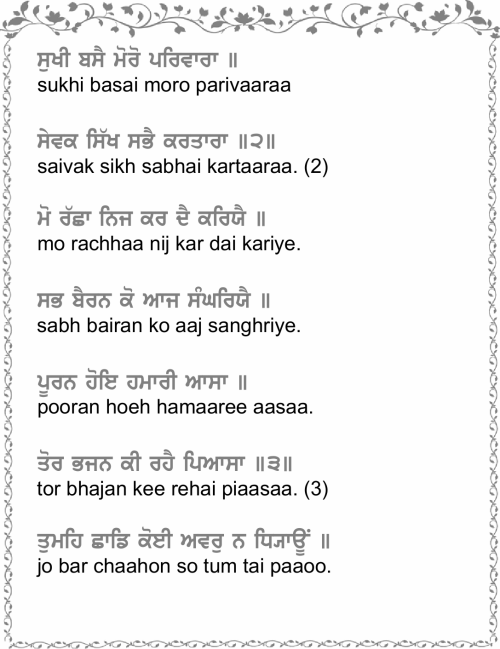 ਸੁਖੀ ਬਸੈ ਮੋਰੋ ਪਰਿਵਾਰਾ ॥
sukhi basai moro parivaaraa
ਸੇਵਕ ਸਿੱਖ ਸਭੈ ਕਰਤਾਰਾ ॥੨॥
saivak sikh sabhai kartaaraa. (2)
ਮੋ ਰੱਛਾ ਨਿਜ ਕਰ ਦੈ ਕਰਿਯੈ ॥
mo rachhaa nij kar dai kariye.
ਸਭ ਬੈਰਨ ਕੋ ਆਜ ਸੰਘਰਿਯੈ ॥
sabh bairan ko aaj sanghriye.
ਪੂਰਨ ਹੋਇ ਹਮਾਰੀ ਆਸਾ ॥
pooran hoeh hamaaree aasaa.
ਤੋਰ ਭਜਨ ਕੀ ਰਹੈ ਪਿਆਸਾ ॥੩॥
tor bhajan kee rehai piaasaa. (3)
ਤੁਮਹਿ ਛਾਡਿ ਕੋਈ ਅਵਰੁ ਨ ਧਿਆਊਂ ॥
jo bar chaahon so tum tai paaoo.